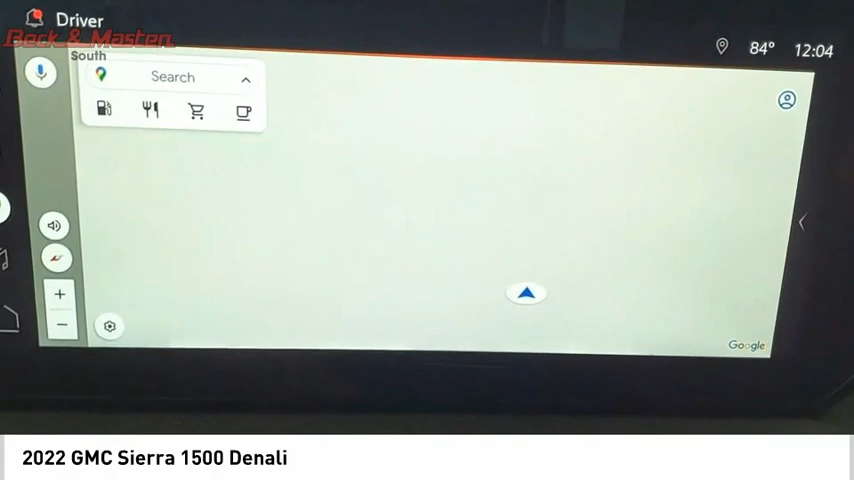 Driver
Beck & Masten
South
84° 12:04
Search
Google
2022 GMC Sierra 1500 Denali